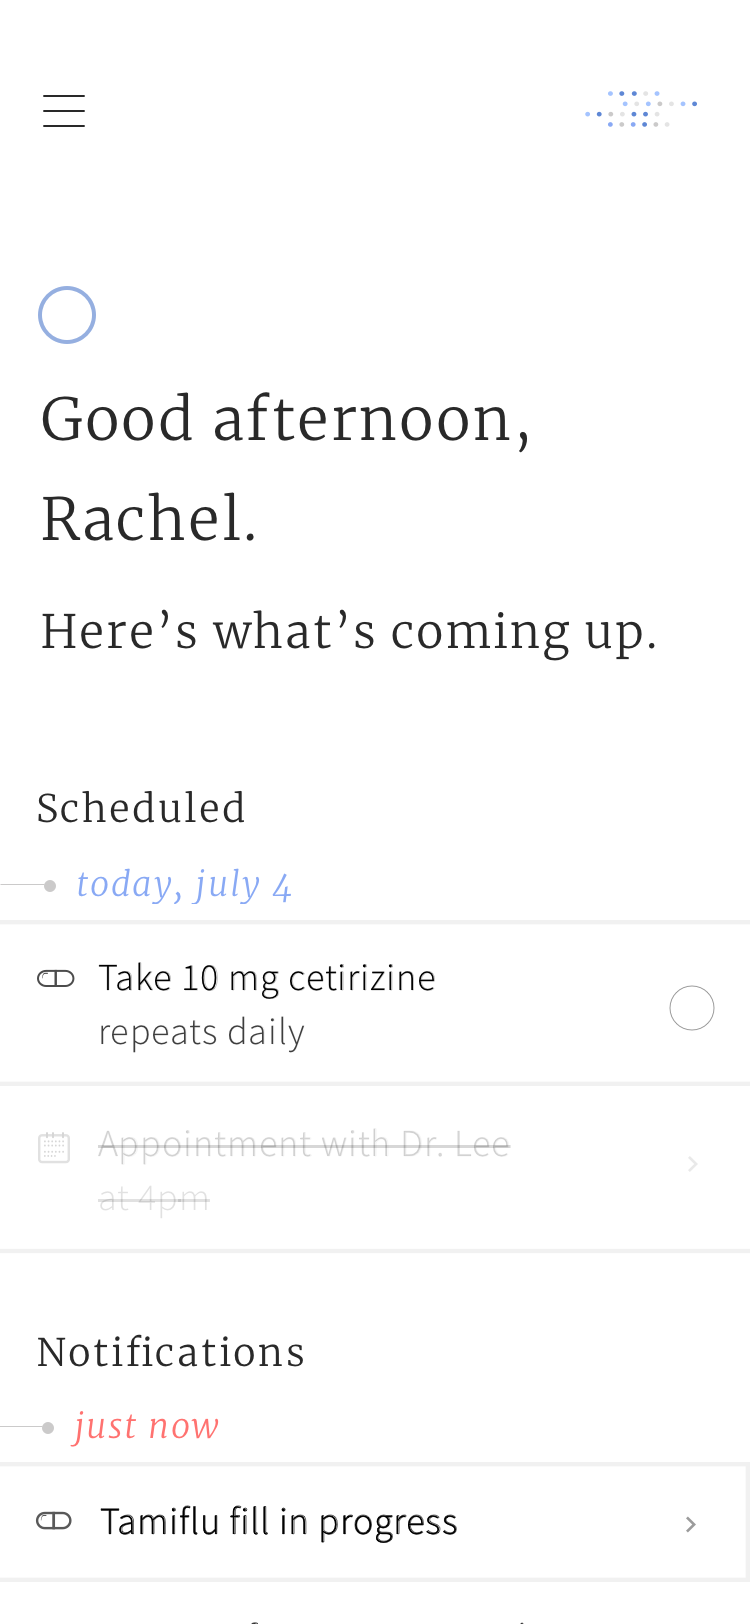 Good afternoon,
Rachel.
Here’s what’s coming up.
Scheduled
today, july 4
Take 10 mg cetirizine
repeats daily
Appointment with Dr. Lee
at 4pm
Notifications
just now
Tamiflu fill in progress